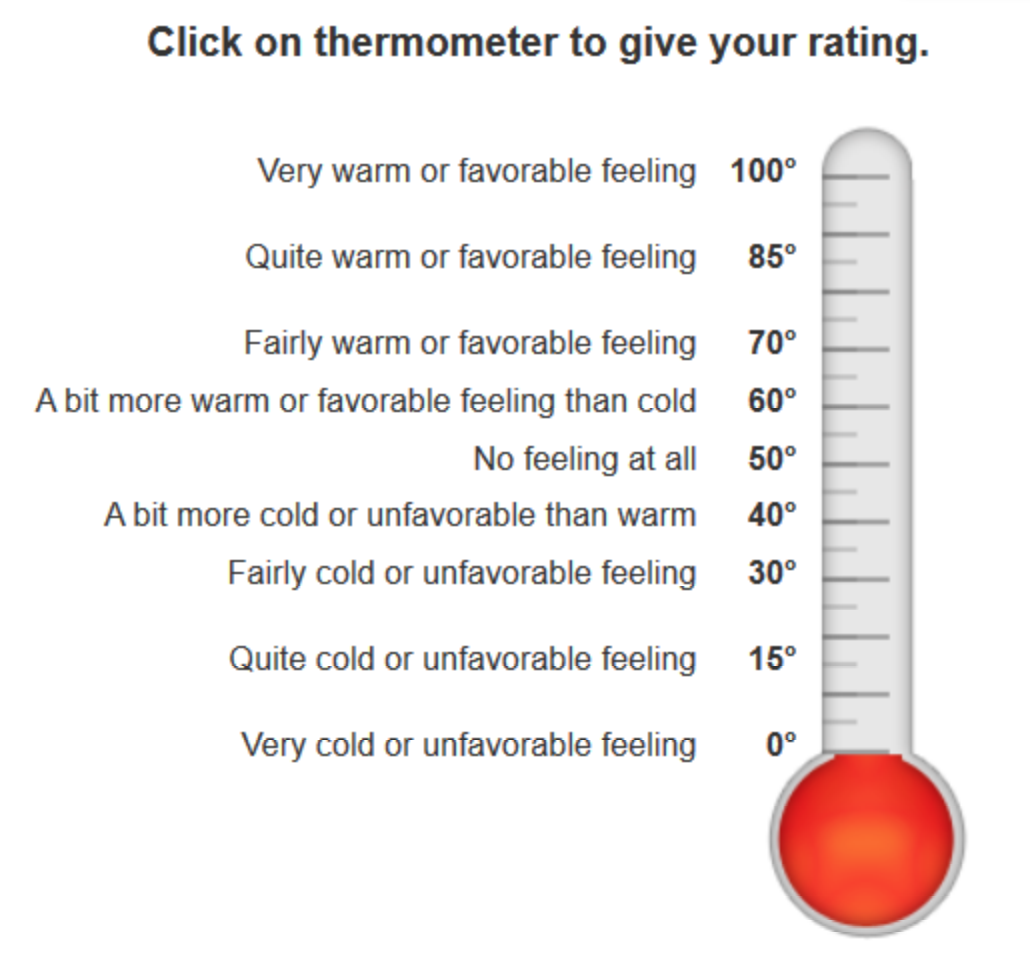 Click on thermometer to give your rating.
Very warm or favorable feeling 100°
Quite warm or favorable feeling 85°
Fairly warm or favorable feeling 70°
A bit more warm or favorable feeling than cold 60°
No feeling at all 50°
A bit more cold or unfavorable than warm 40°
Fairly cold or unfavorable feeling 30°
Quite cold or unfavorable feeling 15°
Very cold or unfavorable feeling 0°